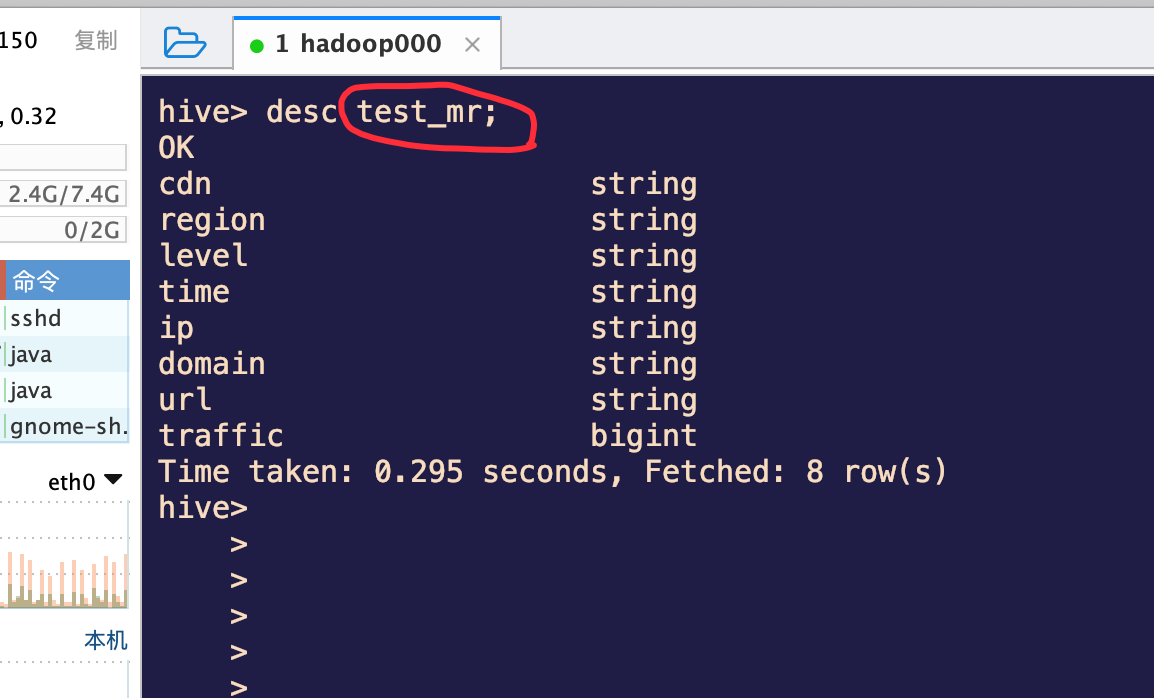 150 复制
1 hadoop000
, 0.32
2.4G/7.4G
0/2G
命令
sshd
java
java
gnome-sh.
eth0
本机
hive> desc test_mr;
OK
cdn string
region string
level string
time string
ip string
domain string
url string
traffic bigint
Time taken: 0.295 seconds, Fetched: 8 row(s)
hive>
>
>
>
>
>